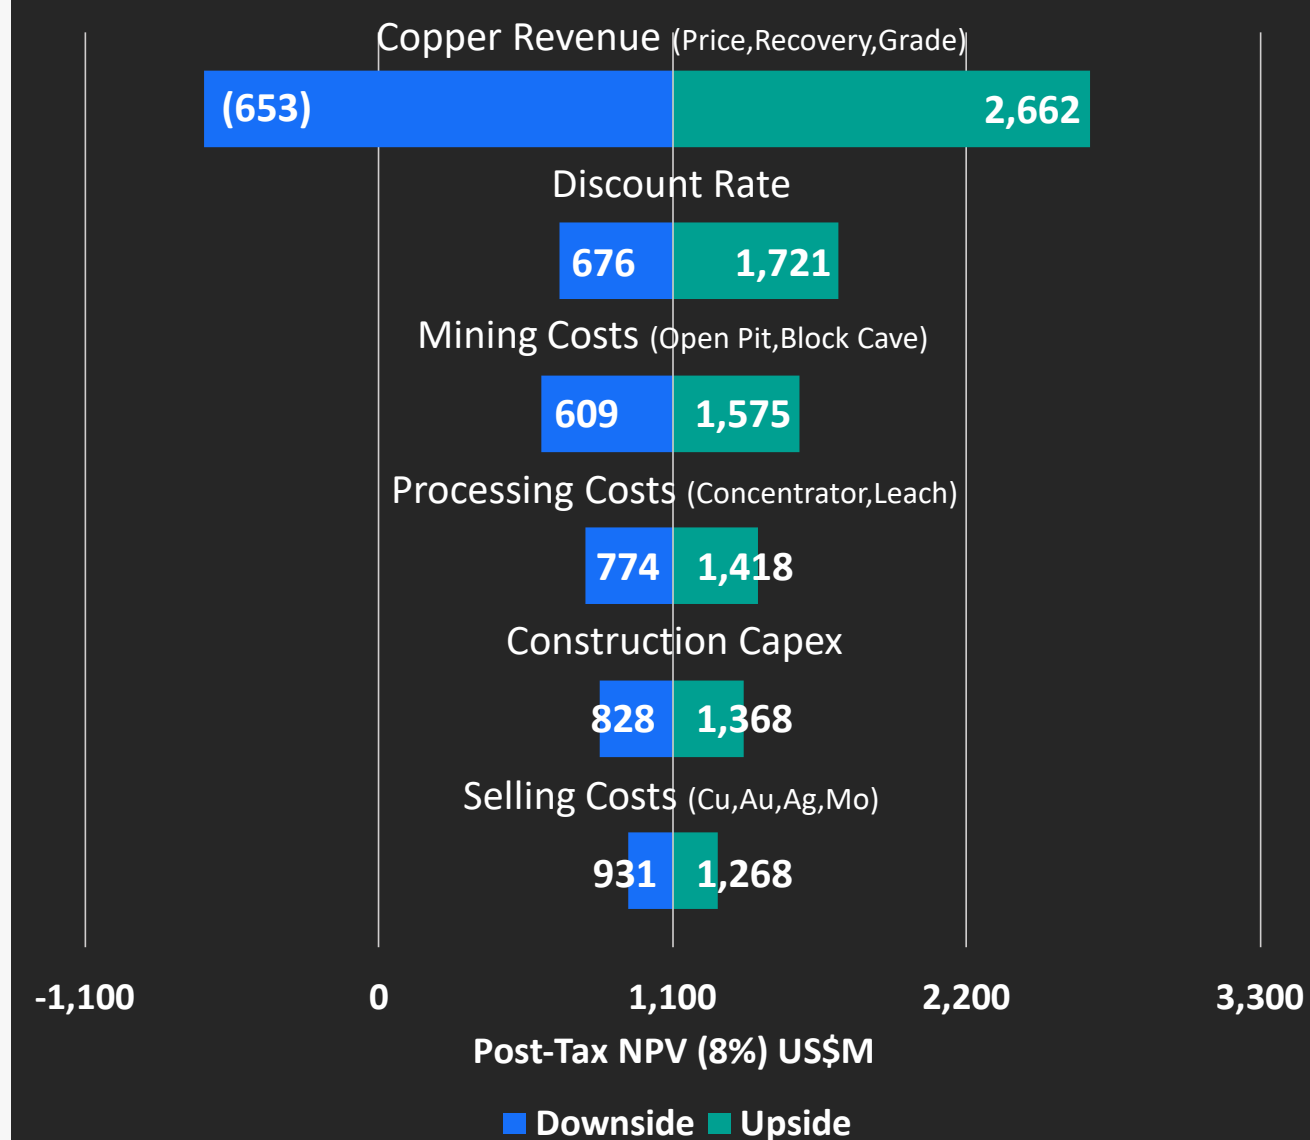 Copper Revenue (Price,Recovery,Grade)
(653) 2,662
Discount Rate
676 1,721
Mining Costs (Open Pit,Block Cave)
609 1,575
Processing Costs (Concentrator,Leach)
774 1,418
Construction Capex
828 1,368
Selling Costs (Cu,Au,Ag,Mo)
931 1,268
-1,100 0 1,100 2,200 3,300
Post-Tax NPV (8%) US$M
Downside Upside